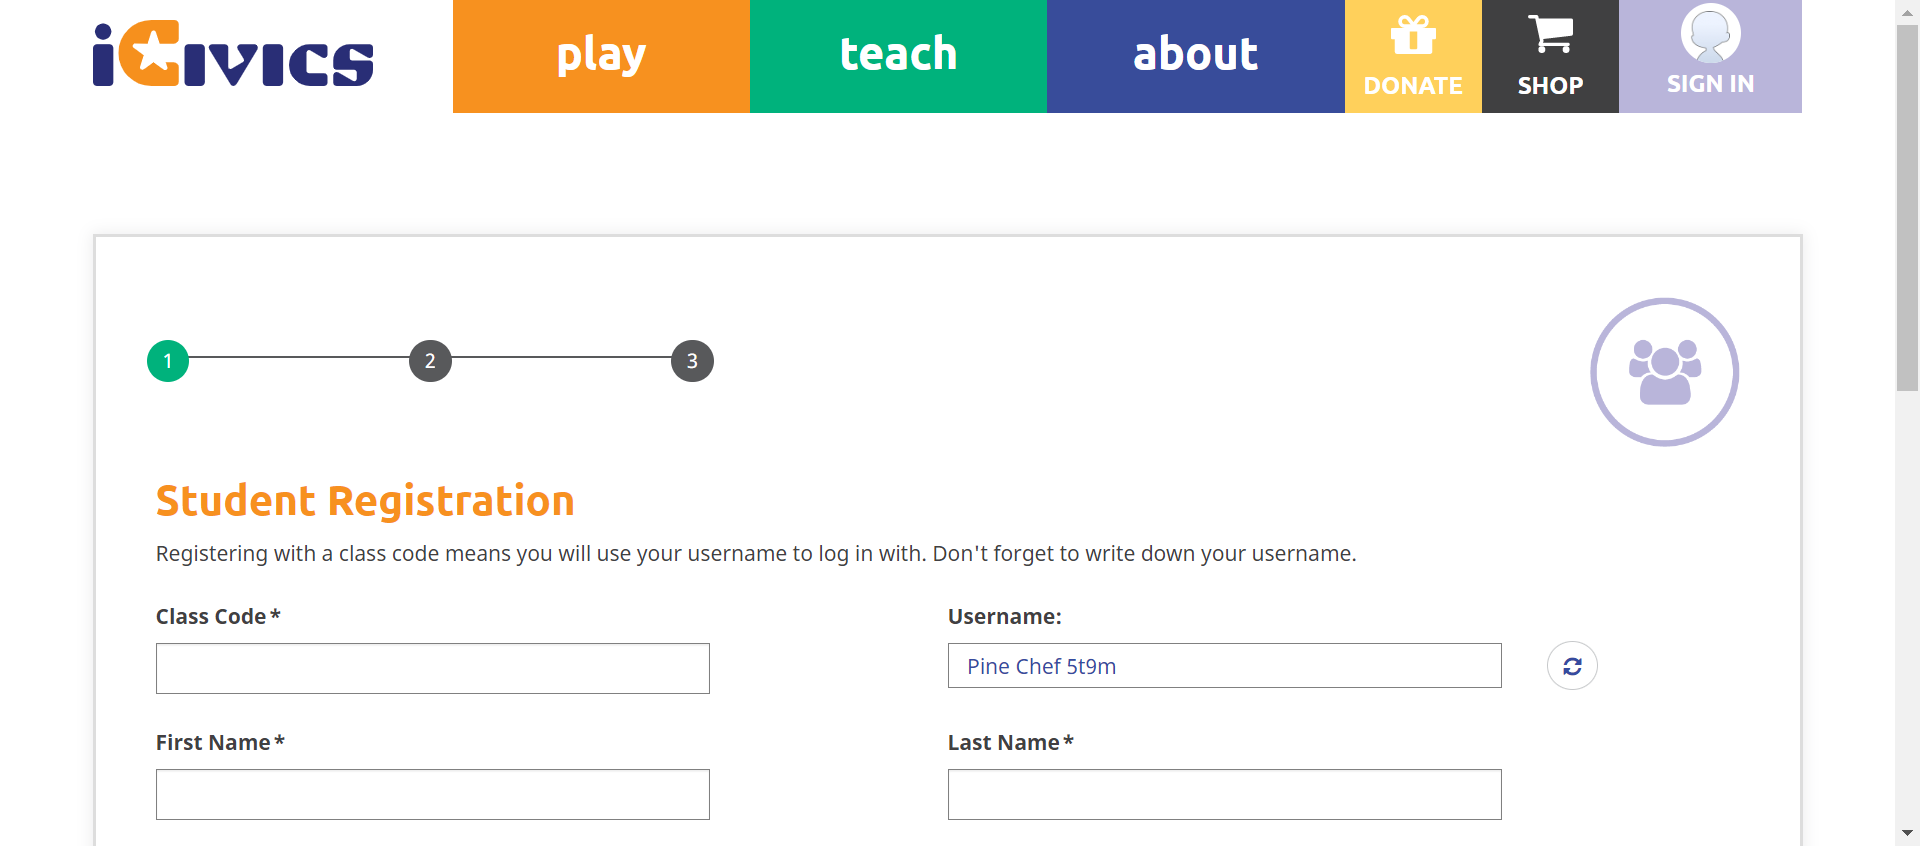 iCivics
play
teach
about
DONATE
SHOP
SIGN IN
1
2
3
Student Registration
Registering with a class code means you will use your username to log in with. Don't forget to write down your username.
Class Code*
Username:
Pine Chef 5t9m
First Name*
Last Name*